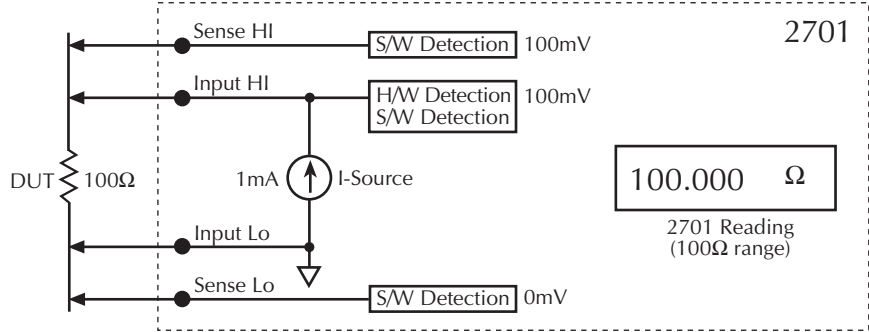 2701
Sense HI
S/W Detection 100mV
Input HI
H/W Detection 100mV
S/W Detection
DUT 100Ω
1mA I-Source
100.000 Ω
2701 Reading
(100Ω range)
Input Lo
Sense Lo
S/W Detection 0mV